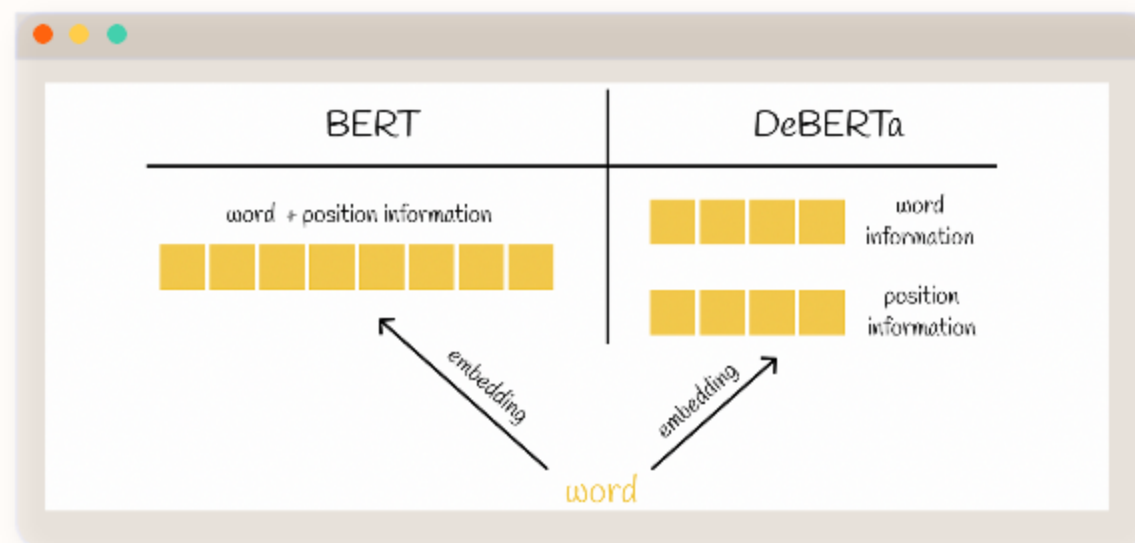 BERT
DeBERTa
word + position information
word
information
position
information
embedding
embedding
word